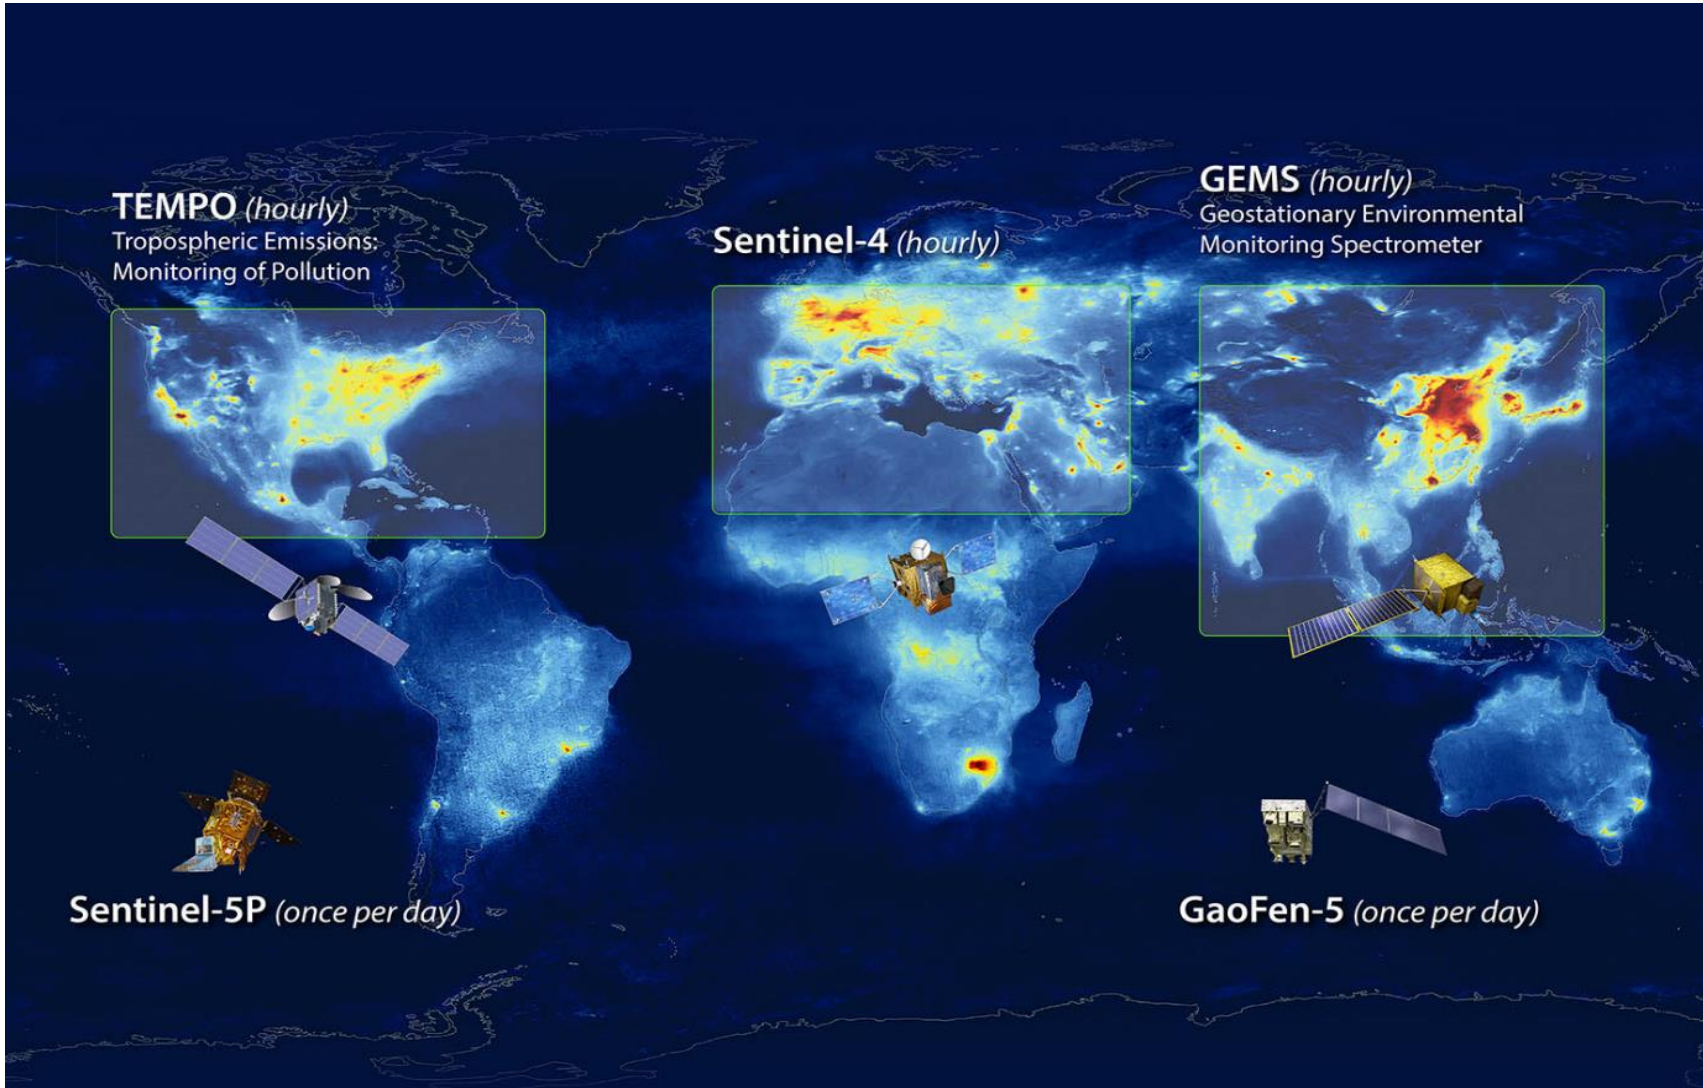 TEMPO (hourly)
Tropospheric Emissions:
Monitoring of Pollution
Sentinel-4 (hourly)
GEMS (hourly)
Geostationary Environmental
Monitoring Spectrometer
Sentinel-5P (once per day)
GaoFen-5 (once per day)